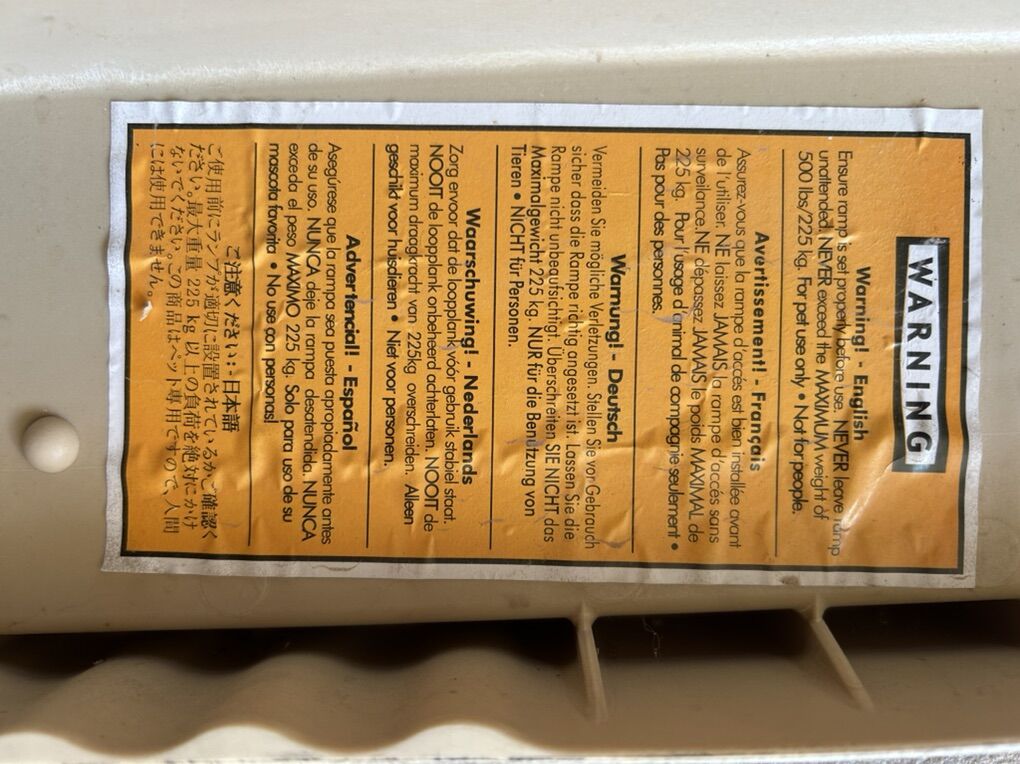 WARNING
Warning! - English
Ensure ramp is set properly before use. NEVER leave ramp
unattended. NEVER exceed the MAXIMUM weight of
500 lbs/225 kg. For pet use only • Not for people.
Avertissement! - Français
Assurez-vous que la rampe d'accés est bien installée avant
de l'utiliser. NE laissez JAMAIS la rampe d'accés sans
surveillance. NE dépassez JAMAIS le poids MAXIMAL de
225 kg. Pour l'usage d'animal de compagnie seulement •
Pas pour des personnes.
Warnung! - Deutsch
Vermeiden Sie mögliche Verletzungen. Stellen Sie vor Gebrauch
sicher dass die Rampe richtig angesetzt ist. Lassen Sie die
Rampe nicht unbeaufsichtigt. Überschreiten SIE NICHT das
Maximalgewicht 225 kg. NUR für die Benutzung von
Tieren • NICHT für Personen.
Waarschuwing! - Nederlands
Zorg ervoor dat de loopplank vóór gebruik stabiel staat.
NOOIT de loopplank onbeheerd achterlaten. NOOIT de
maximum draagkracht van 225kg overschreiden. Alleen
geschikt voor huisdieren • Niet voor personen.
Advertencial! - Español
Asegúrese que la rampa sea puesta apropiadamente antes
de su uso. NUNCA deje la rampa desatendida. NUNCA
exceda el peso MAXIMO 225 kg. Solo para uso de su
mascota favorita • No use con personas!
ご注意ください: - 日本語
ご使用前にランプが適切に設置されているかご確認く
ださい。最大重量 225 kg 以上の負荷を絶対にかけ
ないでください。この商品はペット専用ですので、人間
には使用できません。